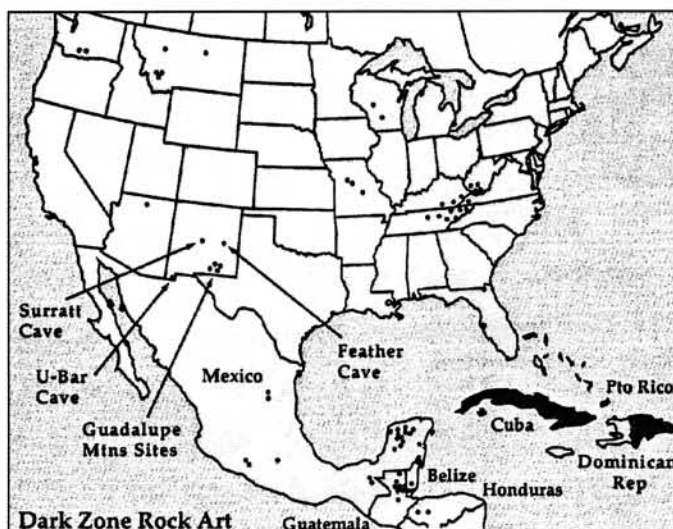 Surratt
Cave
U-Bar
Cave
Guadalupe
Mtns Sites
Mexico
Feather
Cave
Pto Rico
Cuba
Dominican
Rep
Belize
Honduras
Guatemala
Dark Zone Rock Art